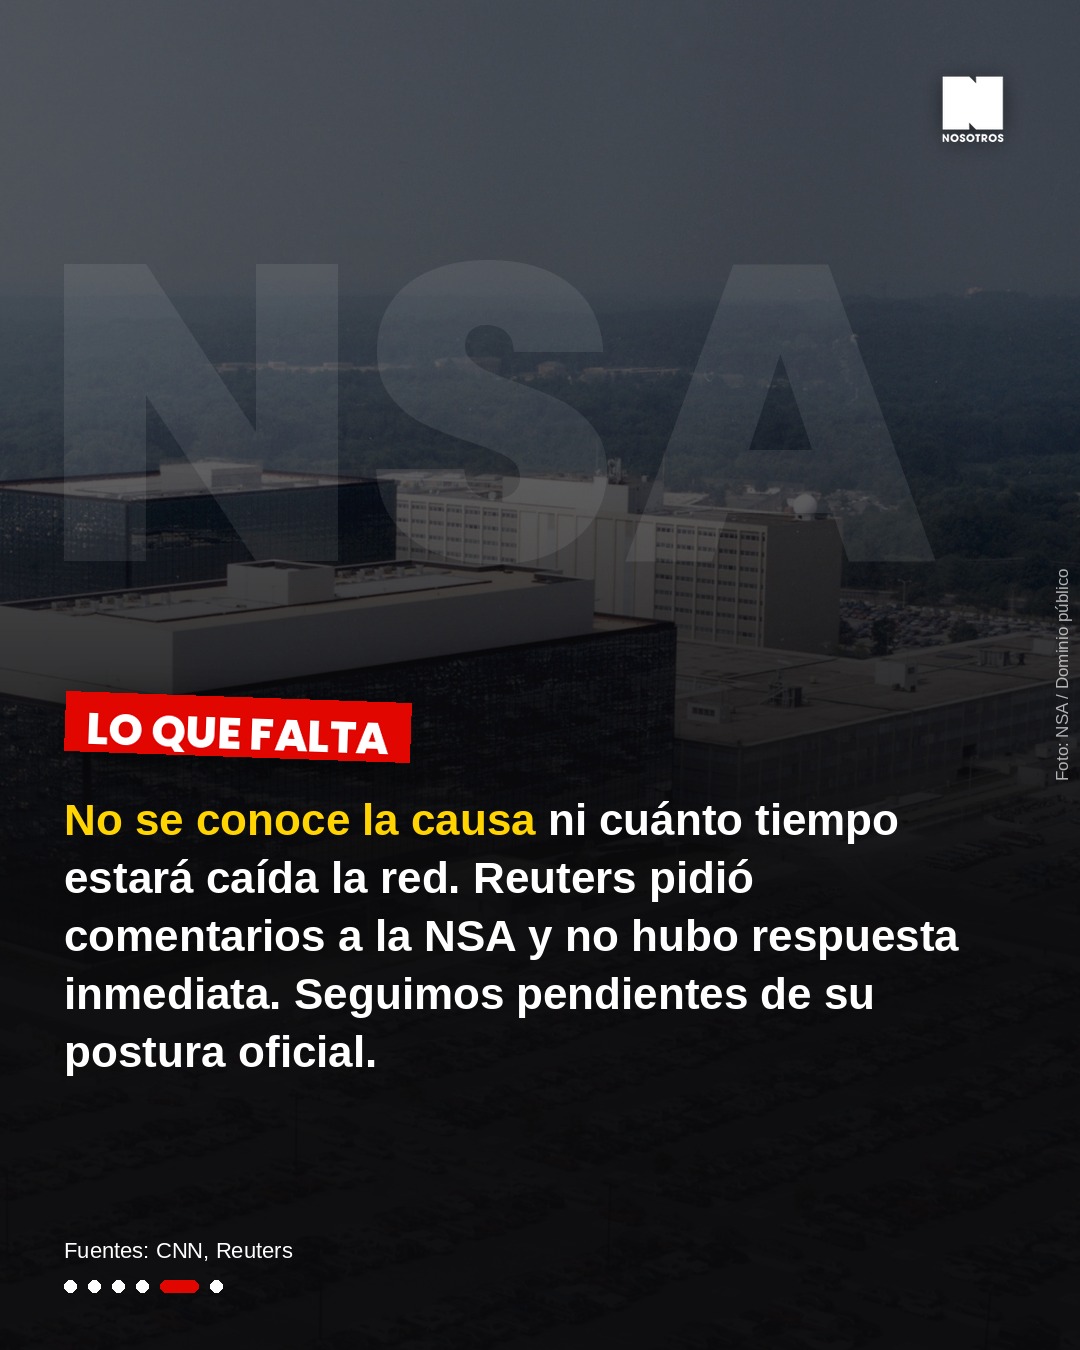 N
NOSOTROS
NSA
LO QUE FALTA
No se conoce la causa ni cuánto tiempo
estará caída la red. Reuters pidió
comentarios a la NSA y no hubo respuesta
inmediata. Seguimos pendientes de su
postura oficial.
Foto: NSA / Dominio público
Fuentes: CNN, Reuters